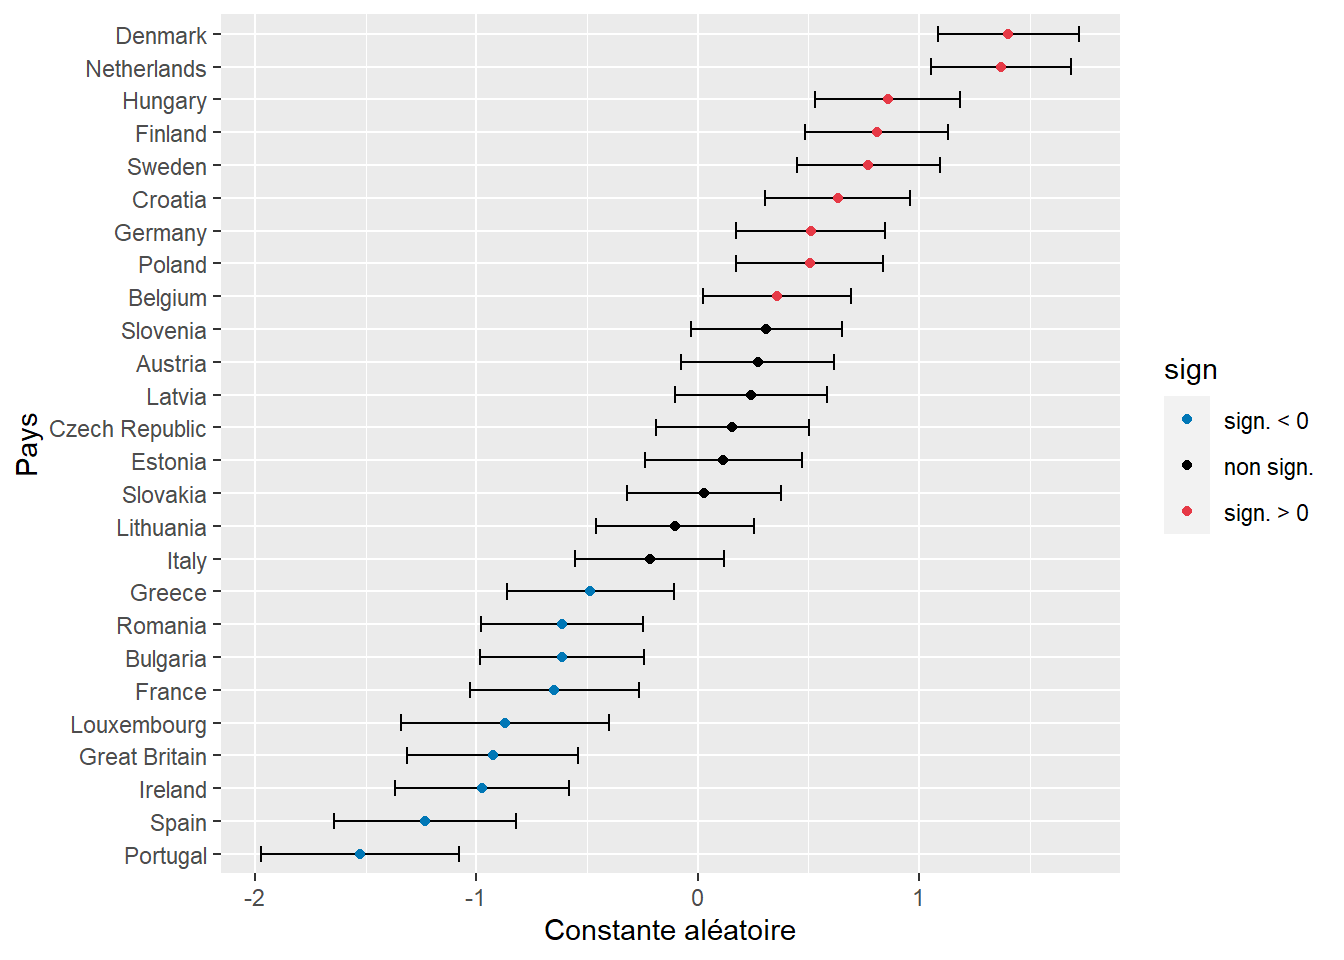 Denmark
Netherlands
Hungary
Finland
Sweden
Croatia
Germany
Poland
Belgium
Slovenia
Austria
Latvia
Czech Republic
Estonia
Slovakia
Lithuania
Italy
Greece
Romania
Bulgaria
France
Louxembourg
Great Britain
Ireland
Spain
Portugal
Pays
-2 -1 0 1
Constante aléatoire
sign
sign. < 0
non sign.
sign. > 0